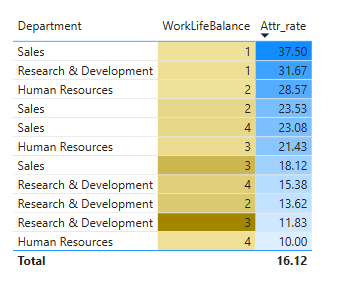 Department WorkLifeBalance Attr_rate
Sales 1 37.50
Research & Development 1 31.67
Human Resources 2 28.57
Sales 2 23.53
Sales 4 23.08
Human Resources 3 21.43
Sales 3 18.12
Research & Development 4 15.38
Research & Development 2 13.62
Research & Development 3 11.83
Human Resources 4 10.00
Total 16.12